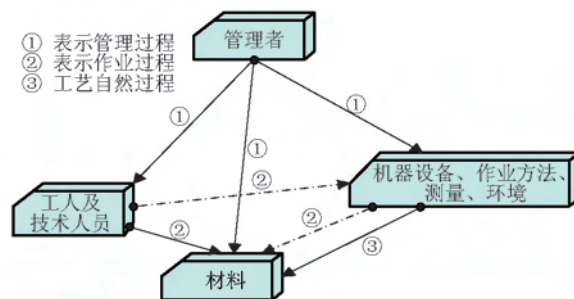 管理者
① 表示管理过程
② 表示作业过程
③ 工艺自然过程
①
①
①
机器设备、作业方法、
测量、环境
②
工人及
技术人员
②
②
③
材料